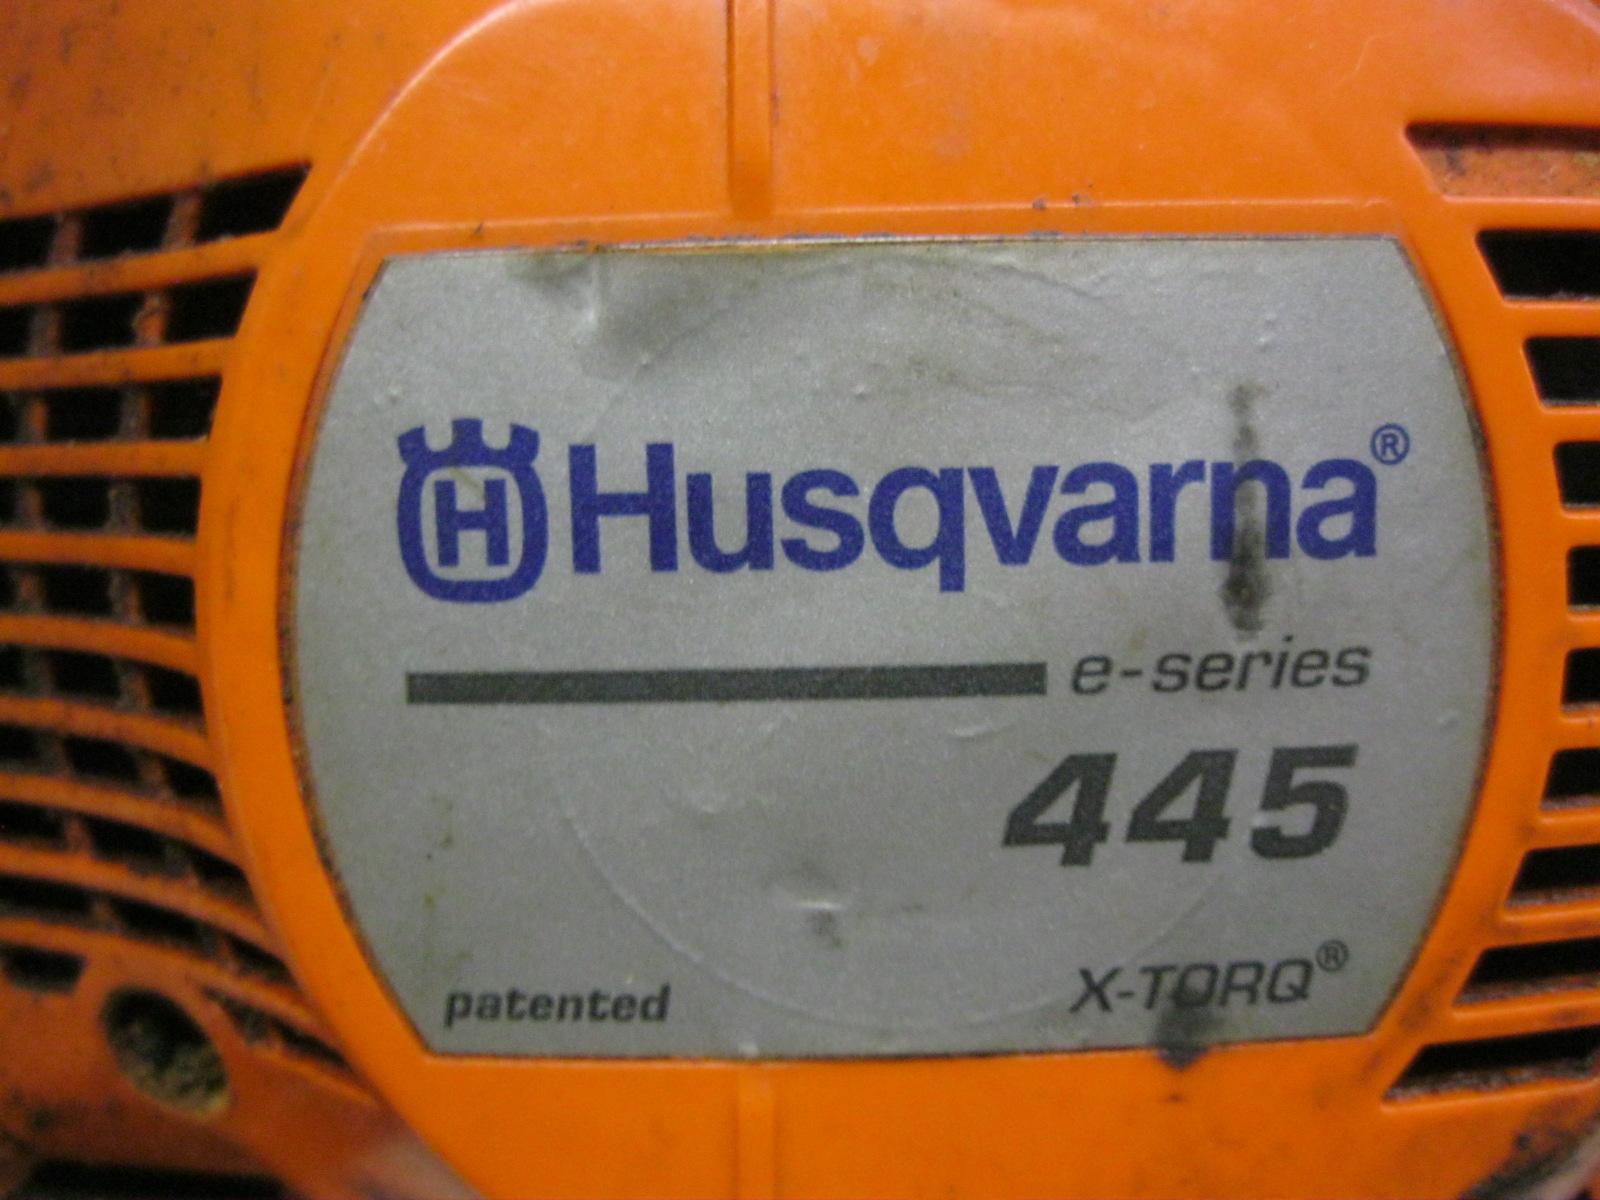 H Husqvarna®
e-series
445
patented X-TORQ®